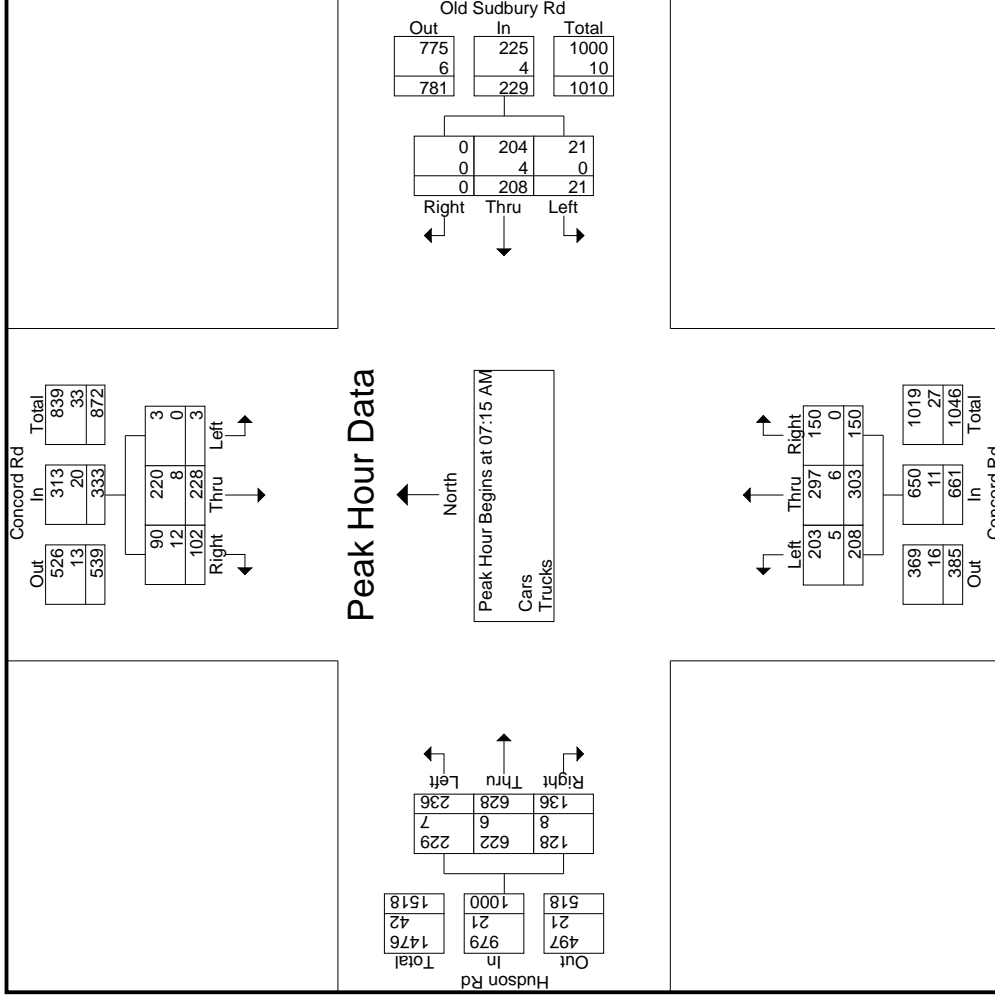 Old Sudbury Rd
Out In Total
775 225 1000
6 4 10
781 229 1010
0 204 21
0 4 0
0 208 21
Right Thru Left
Concord Rd
Out In Total
526 313 839
13 20 33
539 333 872
90 220 3
12 8 0
102 228 3
Right Thru Left
Peak Hour Data
North
Peak Hour Begins at 07:15 AM
Cars
Trucks
Left Thru Right
203 297 150
5 6 0
208 303 150
369 650 1019
16 11 27
385 661 1046
Out In Total
Concord Rd
Right Thru Left
136 628 236
8 6 7
128 622 229
518 1000 1518
21 21 42
497 979 1476
Out In Total
Hudson Rd